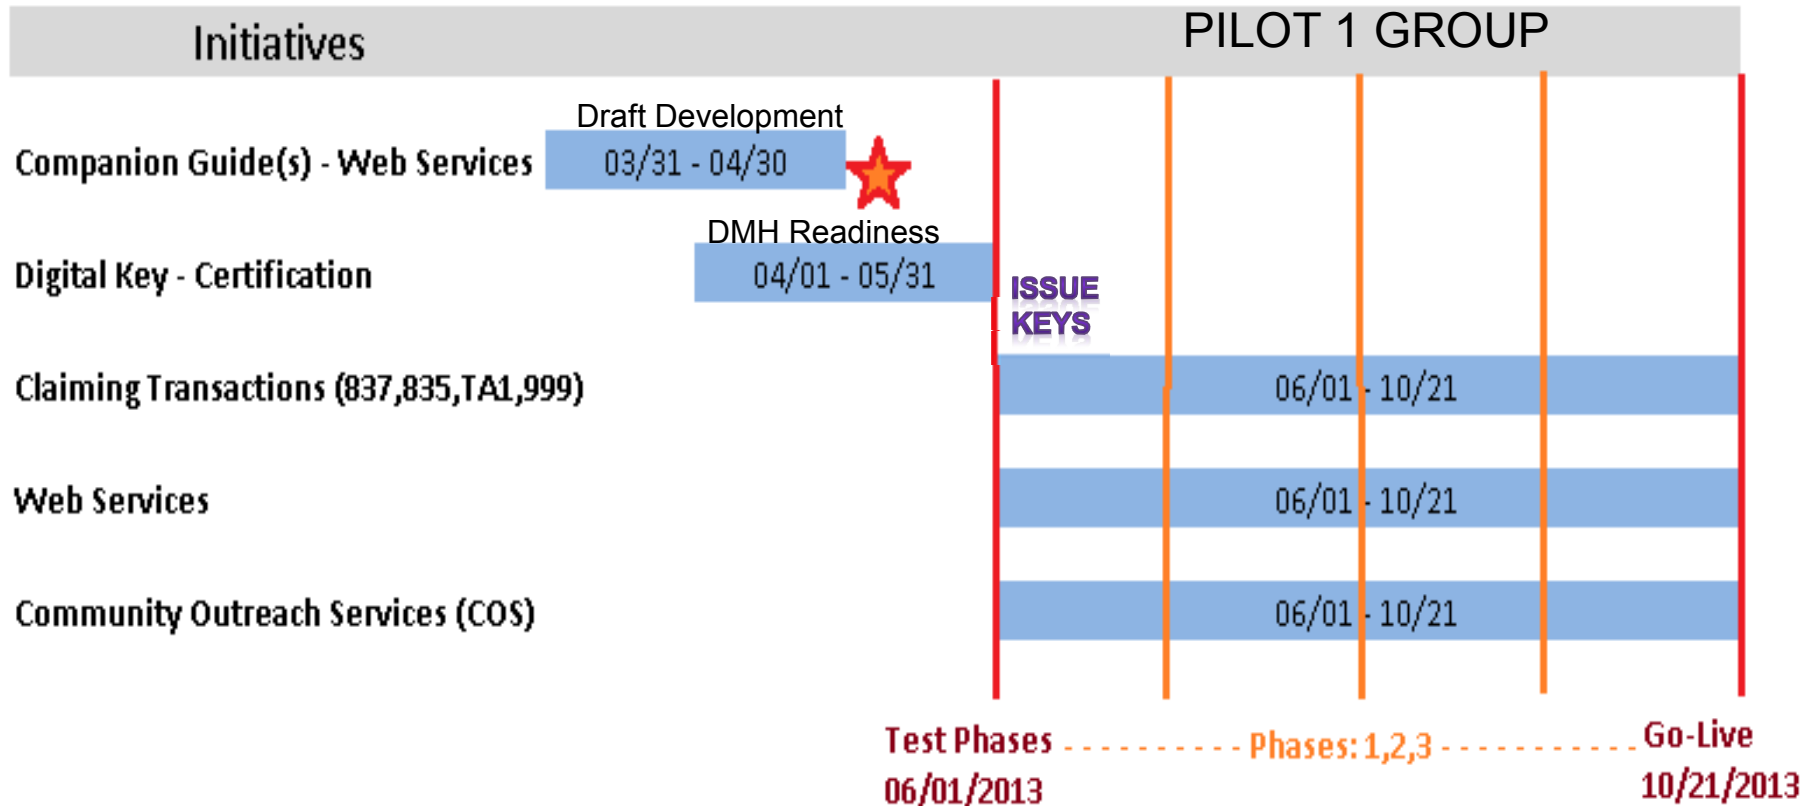 Initiatives
PILOT 1 GROUP
Draft Development
Companion Guide(s) - Web Services
03/31 - 04/30
DMH Readiness
Digital Key - Certification
04/01 - 05/31
ISSUE
KEYS
Claiming Transactions (837,835,TA1,999)
06/01 - 10/21
Web Services
06/01 - 10/21
Community Outreach Services (COS)
06/01 - 10/21
Test Phases
06/01/2013
Phases: 1,2,3
Go-Live
10/21/2013